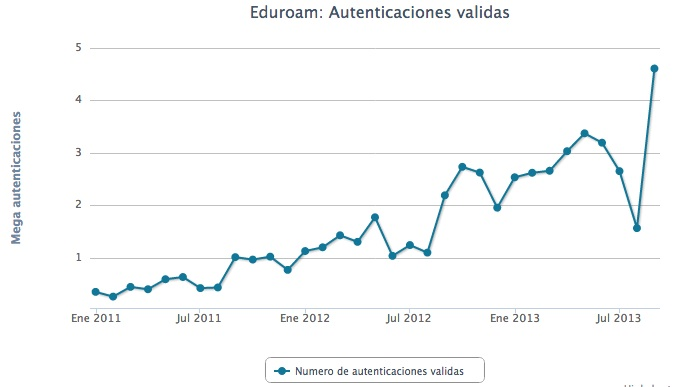 Eduroam: Autenticaciones validas
Mega autenticaciones
5
4
3
2
1
Ene 2011 Jul 2011 Ene 2012 Jul 2012 Ene 2013 Jul 2013
Numero de autenticaciones validas